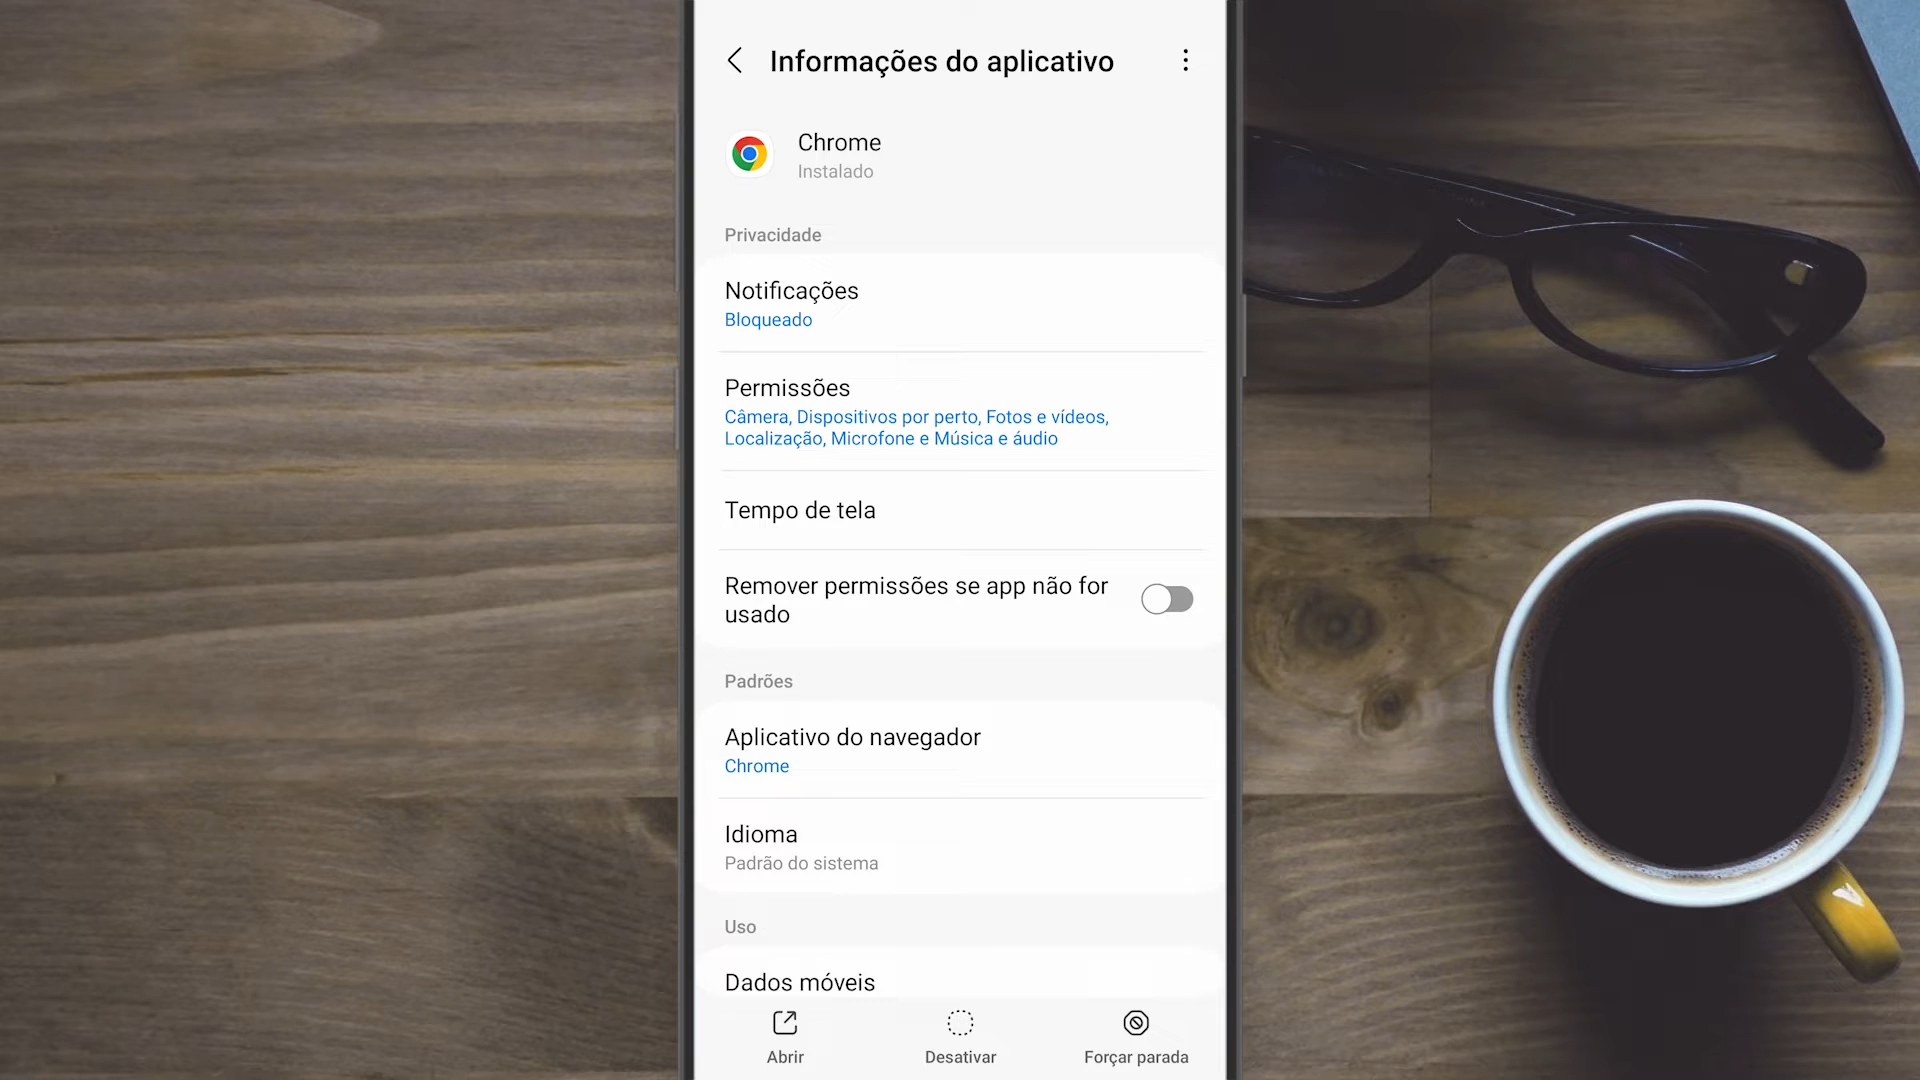 Informações do aplicativo
Chrome
Instalado
Privacidade
Notificações
Bloqueado
Permissões
Câmera, Dispositivos por perto, Fotos e vídeos,
Localização, Microfone e Música e áudio
Tempo de tela
Remover permissões se app não for
usado
Padrões
Aplicativo do navegador
Chrome
Idioma
Padrão do sistema
Uso
Dados móveis
Abrir
Desativar
Forçar parada